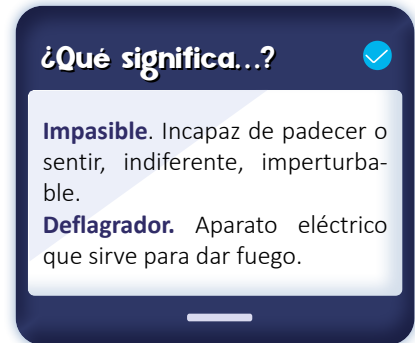 ¿Qué significa...?
Impasible. Incapaz de padecer o
sentir, indiferente, imperturba-
ble.
Deflagrador. Aparato eléctrico
que sirve para dar fuego.